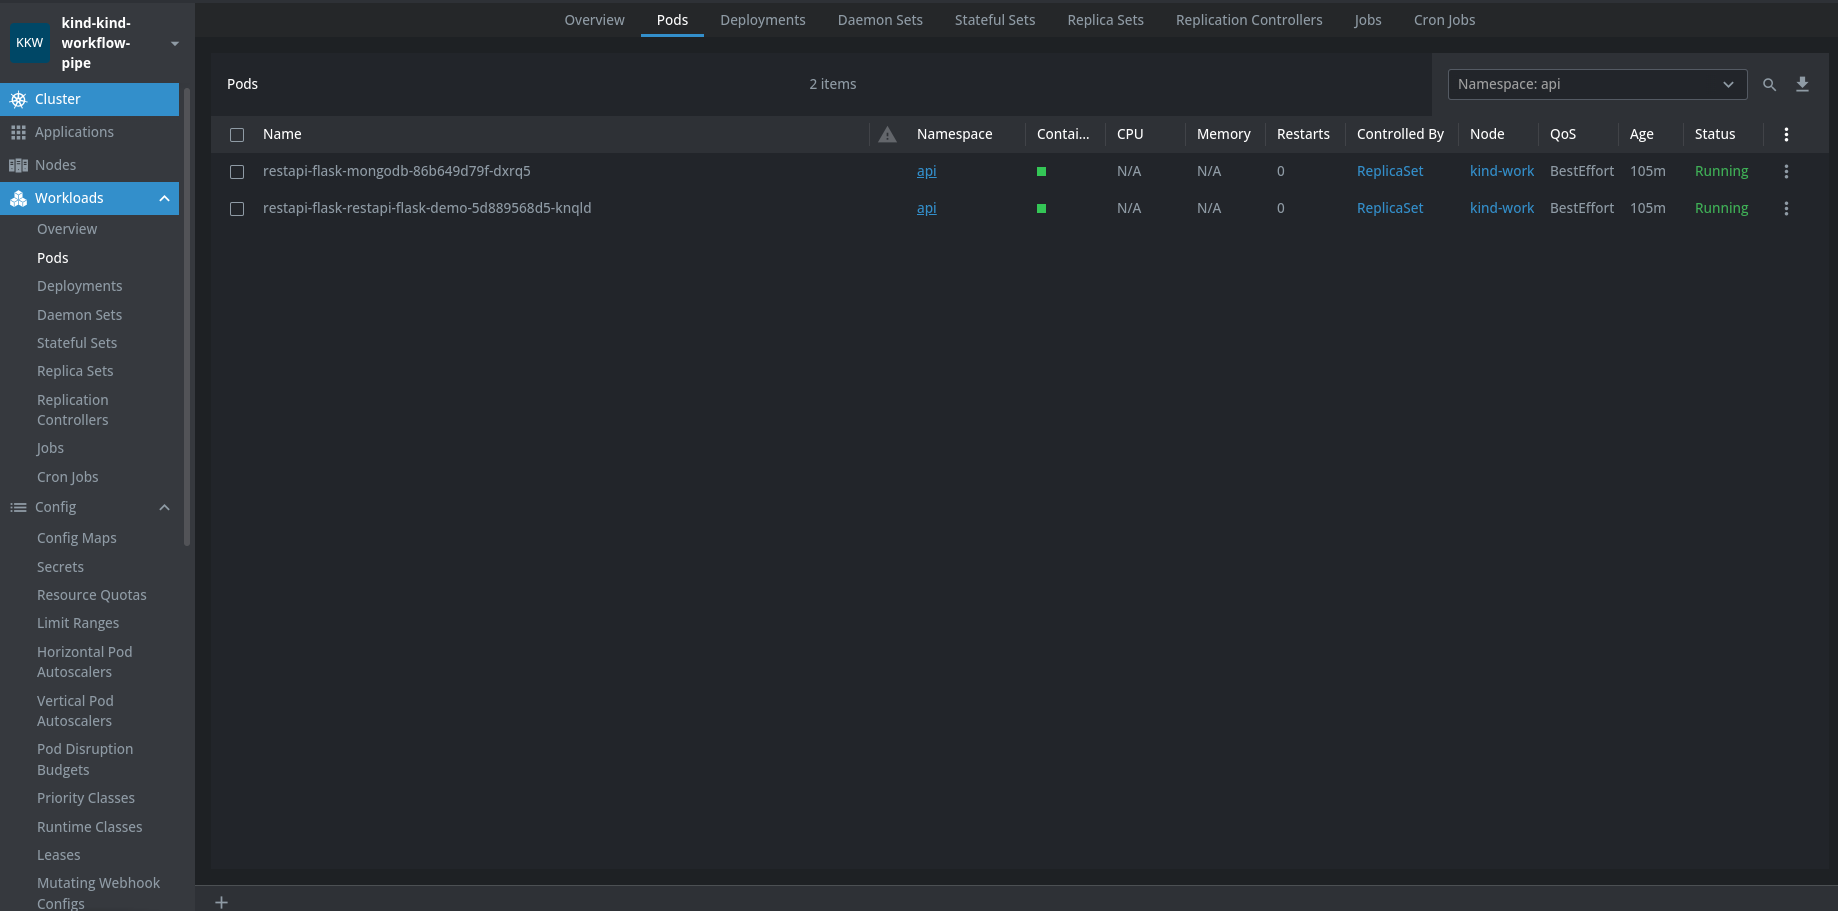 KKW
kind-kind-
workflow-
pipe
Cluster
Applications
Nodes
Workloads
Overview
Pods
Deployments
Daemon Sets
Stateful Sets
Replica Sets
Replication
Controllers
Jobs
Cron Jobs
Config
Config Maps
Secrets
Resource Quotas
Limit Ranges
Horizontal Pod
Autoscalers
Vertical Pod
Autoscalers
Pod Disruption
Budgets
Priority Classes
Runtime Classes
Leases
Mutating Webhook
Configs
Overview Pods Deployments Daemon Sets Stateful Sets Replica Sets Replication Controllers Jobs Cron Jobs
Pods 2 items Namespace: api
Name Namespace Contai... CPU Memory Restarts Controlled By Node QoS Age Status
restapi-flask-mongodb-86b649d79f-dxrq5 api N/A N/A 0 ReplicaSet kind-work BestEffort 105m Running
restapi-flask-restapi-flask-demo-5d889568d5-knqld api N/A N/A 0 ReplicaSet kind-work BestEffort 105m Running